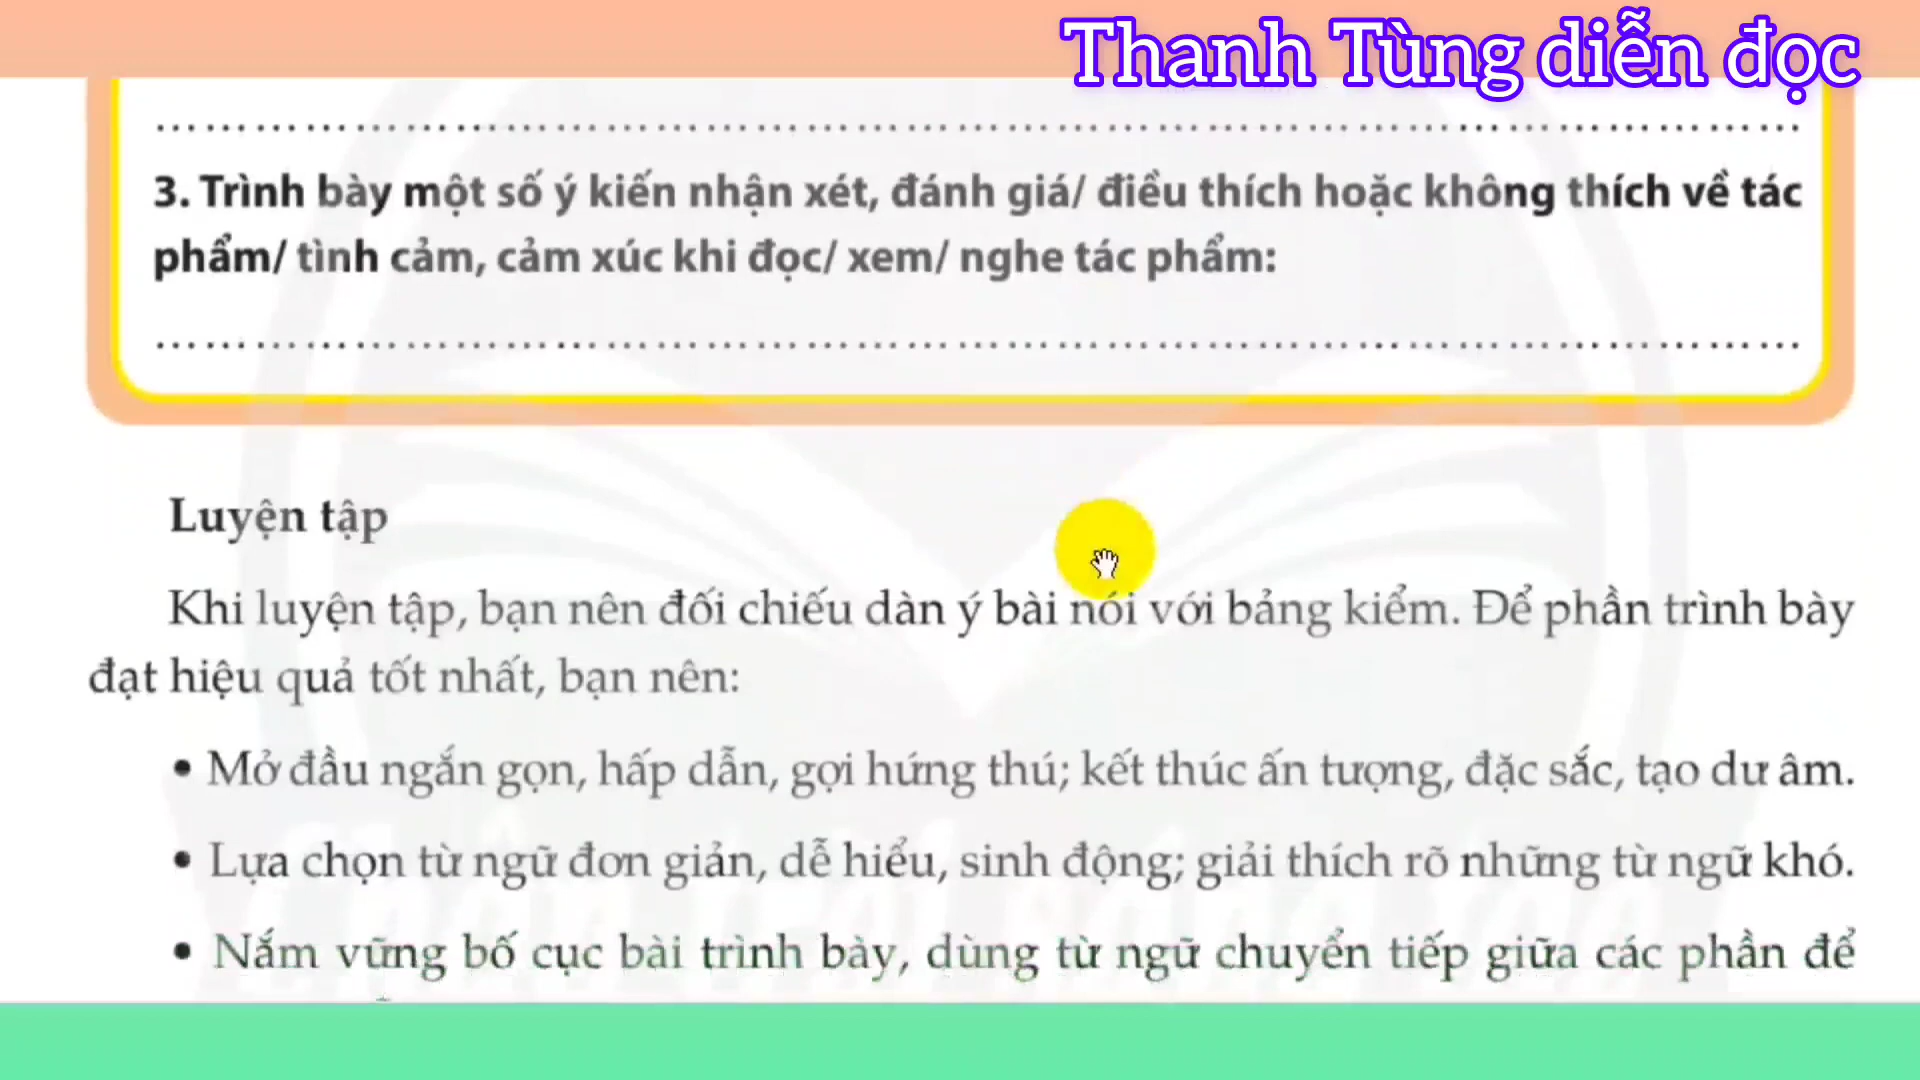 Thanh Tùng diễn đọc
3. Trình bày một số ý kiến nhận xét, đánh giá/ điều thích hoặc không thích về tác
phẩm/ tình cảm, cảm xúc khi đọc/ xem/ nghe tác phẩm:
Luyện tập
Khi luyện tập, bạn nên đối chiếu dàn ý bài nói với bảng kiểm. Để phần trình bày
đạt hiệu quả tốt nhất, bạn nên:
• Mở đầu ngắn gọn, hấp dẫn, gợi hứng thú; kết thúc ấn tượng, đặc sắc, tạo dư âm.
• Lựa chọn từ ngữ đơn giản, dễ hiểu, sinh động; giải thích rõ những từ ngữ khó.
• Nắm vững bố cục bài trình bày, dùng từ ngữ chuyển tiếp giữa các phần để